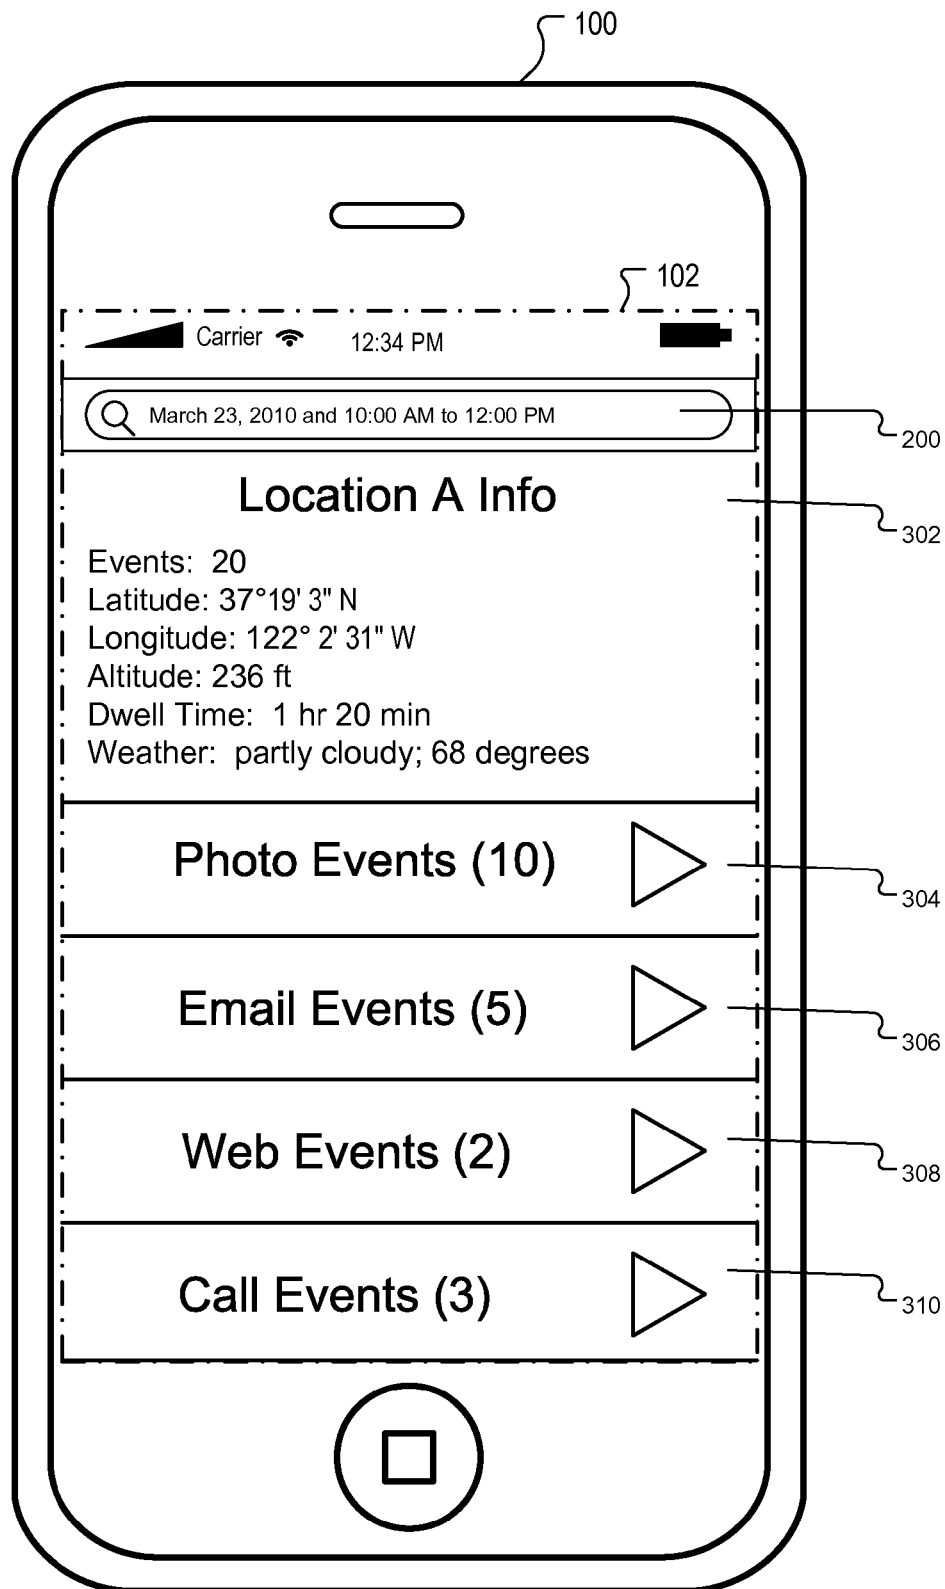 100
102
Carrier 12:34 PM
March 23, 2010 and 10:00 AM to 12:00 PM
200
Location A Info
302
Events: 20
Latitude: 37°19' 3" N
Longitude: 122° 2' 31" W
Altitude: 236 ft
Dwell Time: 1 hr 20 min
Weather: partly cloudy; 68 degrees
Photo Events (10)
304
Email Events (5)
306
Web Events (2)
308
Call Events (3)
310